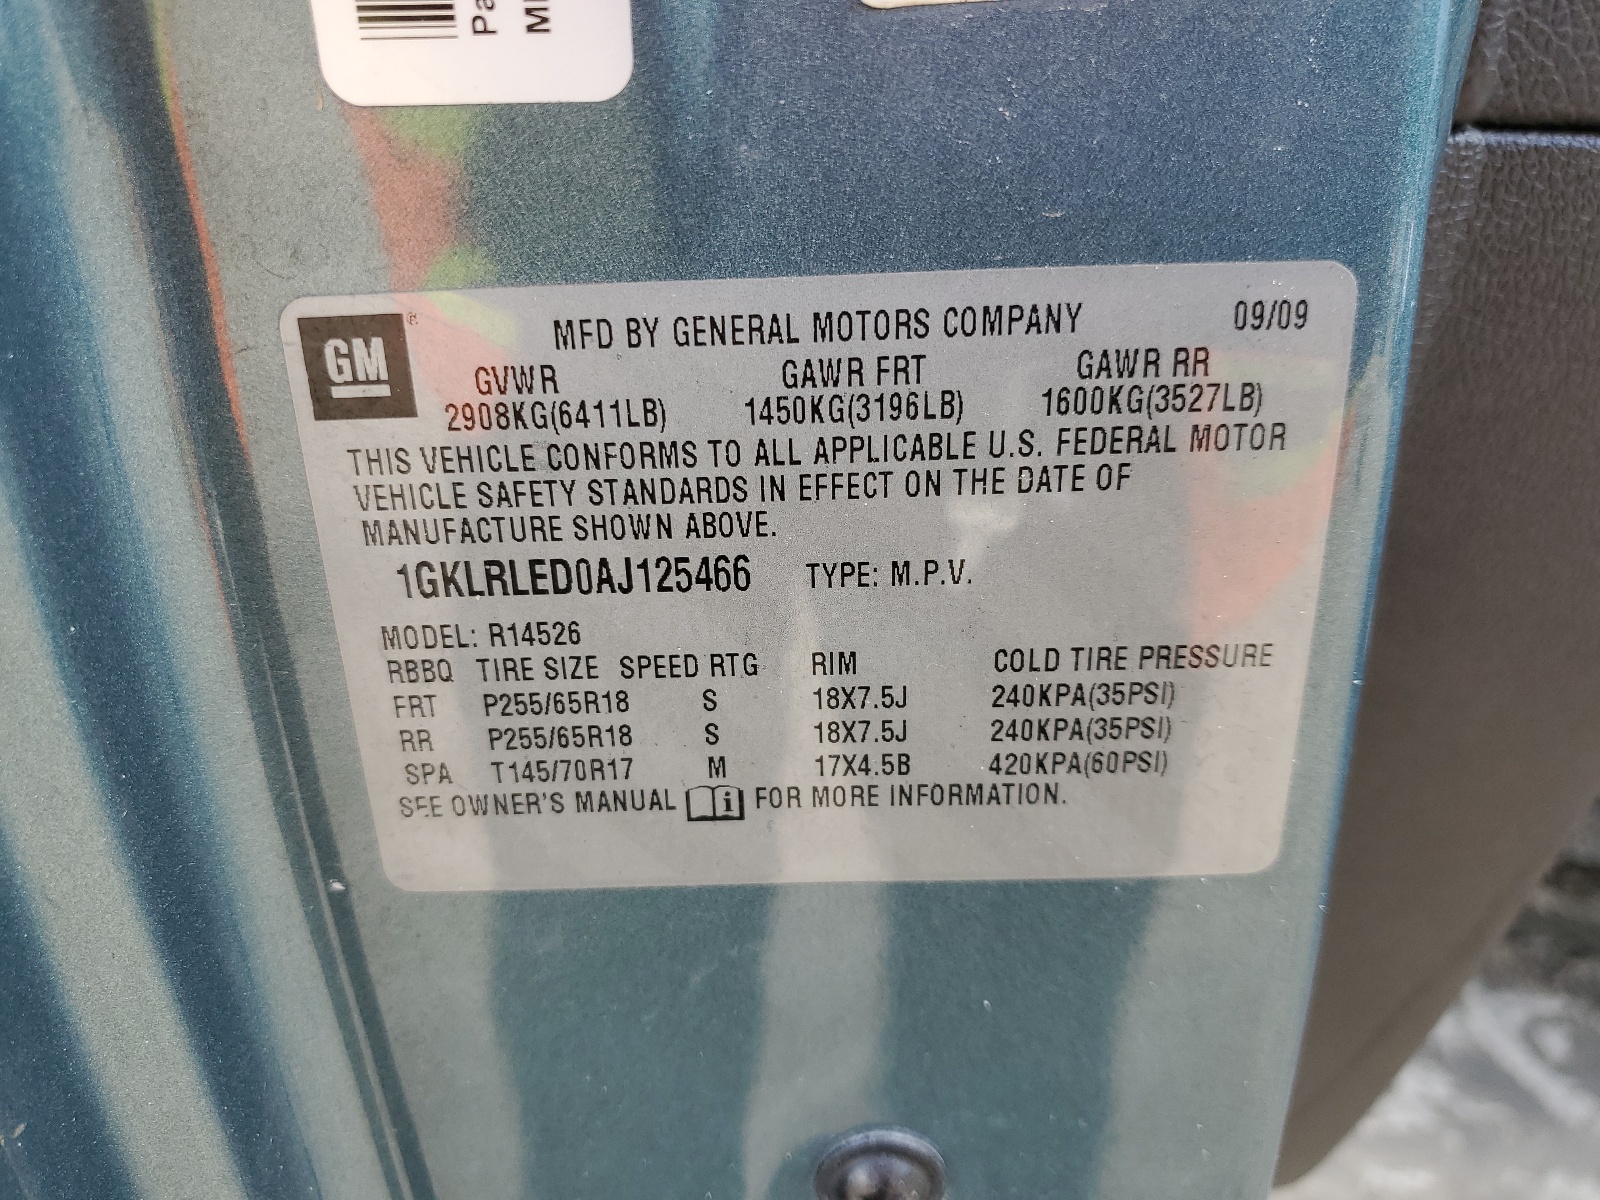 Pa
GM ®
MFD BY GENERAL MOTORS COMPANY 09/09
GVWR GAWR FRT GAWR RR
2908KG(6411LB) 1450KG(3196LB) 1600KG(3527LB)
THIS VEHICLE CONFORMS TO ALL APPLICABLE U.S. FEDERAL MOTOR
VEHICLE SAFETY STANDARDS IN EFFECT ON THE DATE OF
MANUFACTURE SHOWN ABOVE.
1GKLRLED0AJ125466 TYPE: M.P.V.
MODEL: R14526
RBBQ TIRE SIZE SPEED RTG RIM COLD TIRE PRESSURE
FRT P255/65R18 S 18X7.5J 240KPA(35PSI)
RR P255/65R18 S 18X7.5J 240KPA(35PSI)
SPA T145/70R17 M 17X4.5B 420KPA(60PSI)
SEE OWNER'S MANUAL i FOR MORE INFORMATION.